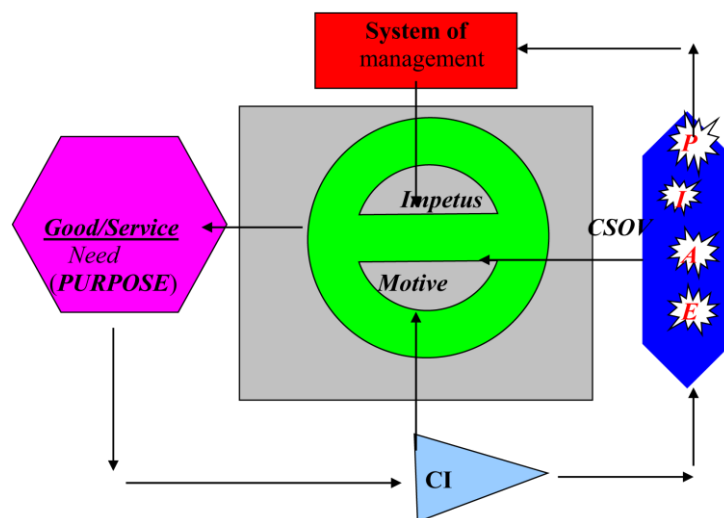 System of
management
P
I
A
E
Impetus
CSOV
Good/Service
Need
(PURPOSE)
Motive
CI